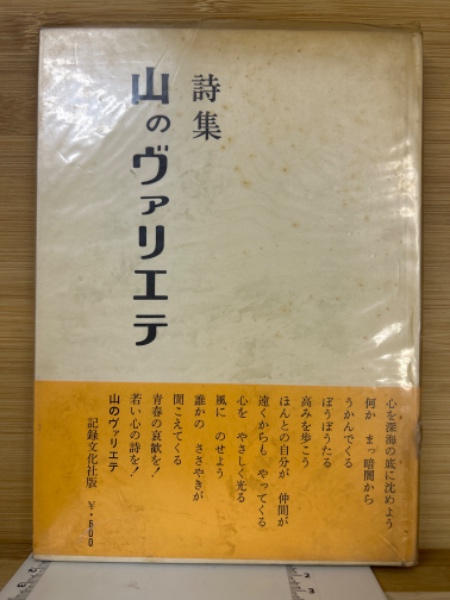 詩集
山のヴァリエテ
心を深海の底に沈めよう
何か まっ暗闇から
うかんでくる
ぼうぼうたる
高みを歩こう
ほんとの自分が 仲間が
遠くからも やってくる
心を やさしく光る
風に のせよう
誰かの ささやきが
聞こえてくる
青春の哀歓を!
若い心の詩を!
山のヴァリエテ
記録文化社版
¥・600